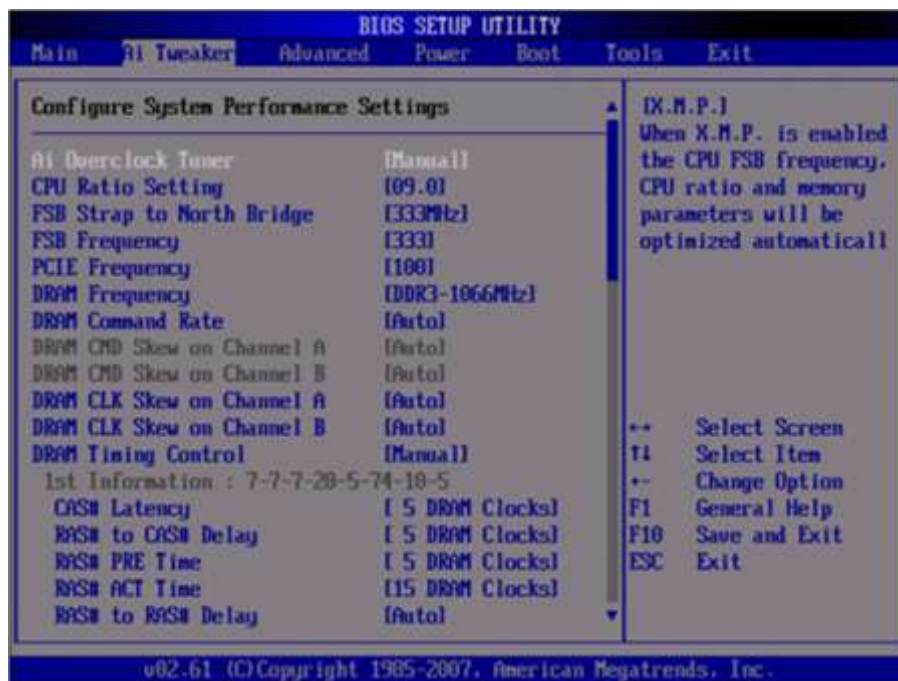 BIOS SETUP UTILITY
Main Ai Tweaker Advanced Power Boot Tools Exit
Configure System Performance Settings
Ai Overclock Tuner [Manual]
CPU Ratio Setting [09.0]
FSB Strap to North Bridge [333MHz]
FSB Frequency [333]
PCIE Frequency [100]
DRAM Frequency [DDR3-1066MHz]
DRAM Command Rate [Auto]
DRAM CMD Skew on Channel A [Auto]
DRAM CMD Skew on Channel B [Auto]
DRAM CLK Skew on Channel A [Auto]
DRAM CLK Skew on Channel B [Auto]
DRAM Timing Control [Manual]
1st Information : 7-7-7-20-5-74-10-5
CAS# Latency [ 5 DRAM Clocks]
RAS# to CAS# Delay [ 5 DRAM Clocks]
RAS# PRE Time [ 5 DRAM Clocks]
RAS# ACT Time [15 DRAM Clocks]
RAS# to RAS# Delay [Auto]
[X.M.P.]
When X.M.P. is enabled
the CPU FSB frequency,
CPU ratio and memory
parameters will be
optimized automaticall
←→ Select Screen
↑↓ Select Item
+- Change Option
F1 General Help
F10 Save and Exit
ESC Exit
v02.61 (C)Copyright 1985-2007, American Megatrends, Inc.